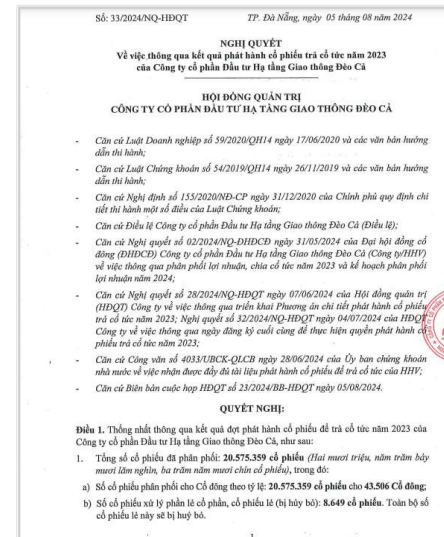 Số: 33/2024/NQ-HĐQT
TP. Đà Nẵng, ngày 05 tháng 08 năm 2024
NGHỊ QUYẾT
Về việc thông qua kết quả phát hành cổ phiếu trả cổ tức năm 2023
của Công ty cổ phần Đầu tư Hạ tầng Giao thông Đèo Cả
HỘI ĐỒNG QUẢN TRỊ
CÔNG TY CỔ PHẦN ĐẦU TƯ HẠ TẦNG GIAO THÔNG ĐÈO CẢ
- Căn cứ Luật Doanh nghiệp số 59/2020/QH14 ngày 17/06/2020 và các văn bản hướng
dẫn thi hành;
- Căn cứ Luật Chứng khoán số 54/2019/QH14 ngày 26/11/2019 và các văn bản hướng
dẫn thi hành;
- Căn cứ Nghị định số 155/2020/NĐ-CP ngày 31/12/2020 của Chính phủ quy định chi
tiết thi hành một số điều của Luật Chứng khoán;
- Căn cứ Điều lệ Công ty cổ phần Đầu tư Hạ tầng Giao thông Đèo Cả (Điều lệ);
- Căn cứ Nghị quyết số 02/2024/NQ-ĐHĐCĐ ngày 31/05/2024 của Đại hội đồng cổ
đông (ĐHĐCĐ) Công ty cổ phần Đầu tư Hạ tầng Giao thông Đèo Cả (Công ty/HHV)
về việc thông qua phân phối lợi nhuận, chia cổ tức năm 2023 và kế hoạch phân phối
lợi nhuận năm 2024;
- Căn cứ Nghị quyết số 28/2024/NQ-HĐQT ngày 07/06/2024 của Hội đồng quản trị
(HĐQT) Công ty về việc thông qua triển khai Phương án chi tiết phát hành cổ phiếu
trả cổ tức năm 2023; Nghị quyết số 32/2024/NQ-HĐQT ngày 04/07/2024 của HĐQT
Công ty về việc thông qua ngày đăng ký cuối cùng để thực hiện quyền phát hành cổ
phiếu trả cổ tức năm 2023;
- Căn cứ Công văn số 4033/UBCK-QLCB ngày 28/06/2024 của Ủy ban chứng khoán
nhà nước về việc nhận được đầy đủ tài liệu phát hành cổ phiếu để trả cổ tức của HHV;
- Căn cứ Biên bản cuộc họp HĐQT số 23/2024/BB-HĐQT ngày 05/08/2024.
QUYẾT NGHỊ:
Điều 1. Thống nhất thông qua kết quả đợt phát hành cổ phiếu để trả cổ tức năm 2023 của
Công ty cổ phần Đầu tư Hạ tầng Giao thông Đèo Cả, như sau:
1. Tổng số cổ phiếu đã phân phối: 20.575.359 cổ phiếu (Hai mươi triệu, năm trăm bảy
mươi lăm nghìn, ba trăm năm mươi chín cổ phiếu), trong đó:
a) Số cổ phiếu phân phối cho Cổ đông theo tỷ lệ: 20.575.359 cổ phiếu cho 43.506 Cổ đông;
b) Số cổ phiếu xử lý phần lẻ cổ phần, cổ phiếu lẻ (bị hủy bỏ): 8.649 cổ phiếu. Toàn bộ số
cổ phiếu lẻ này sẽ bị huỷ bỏ.